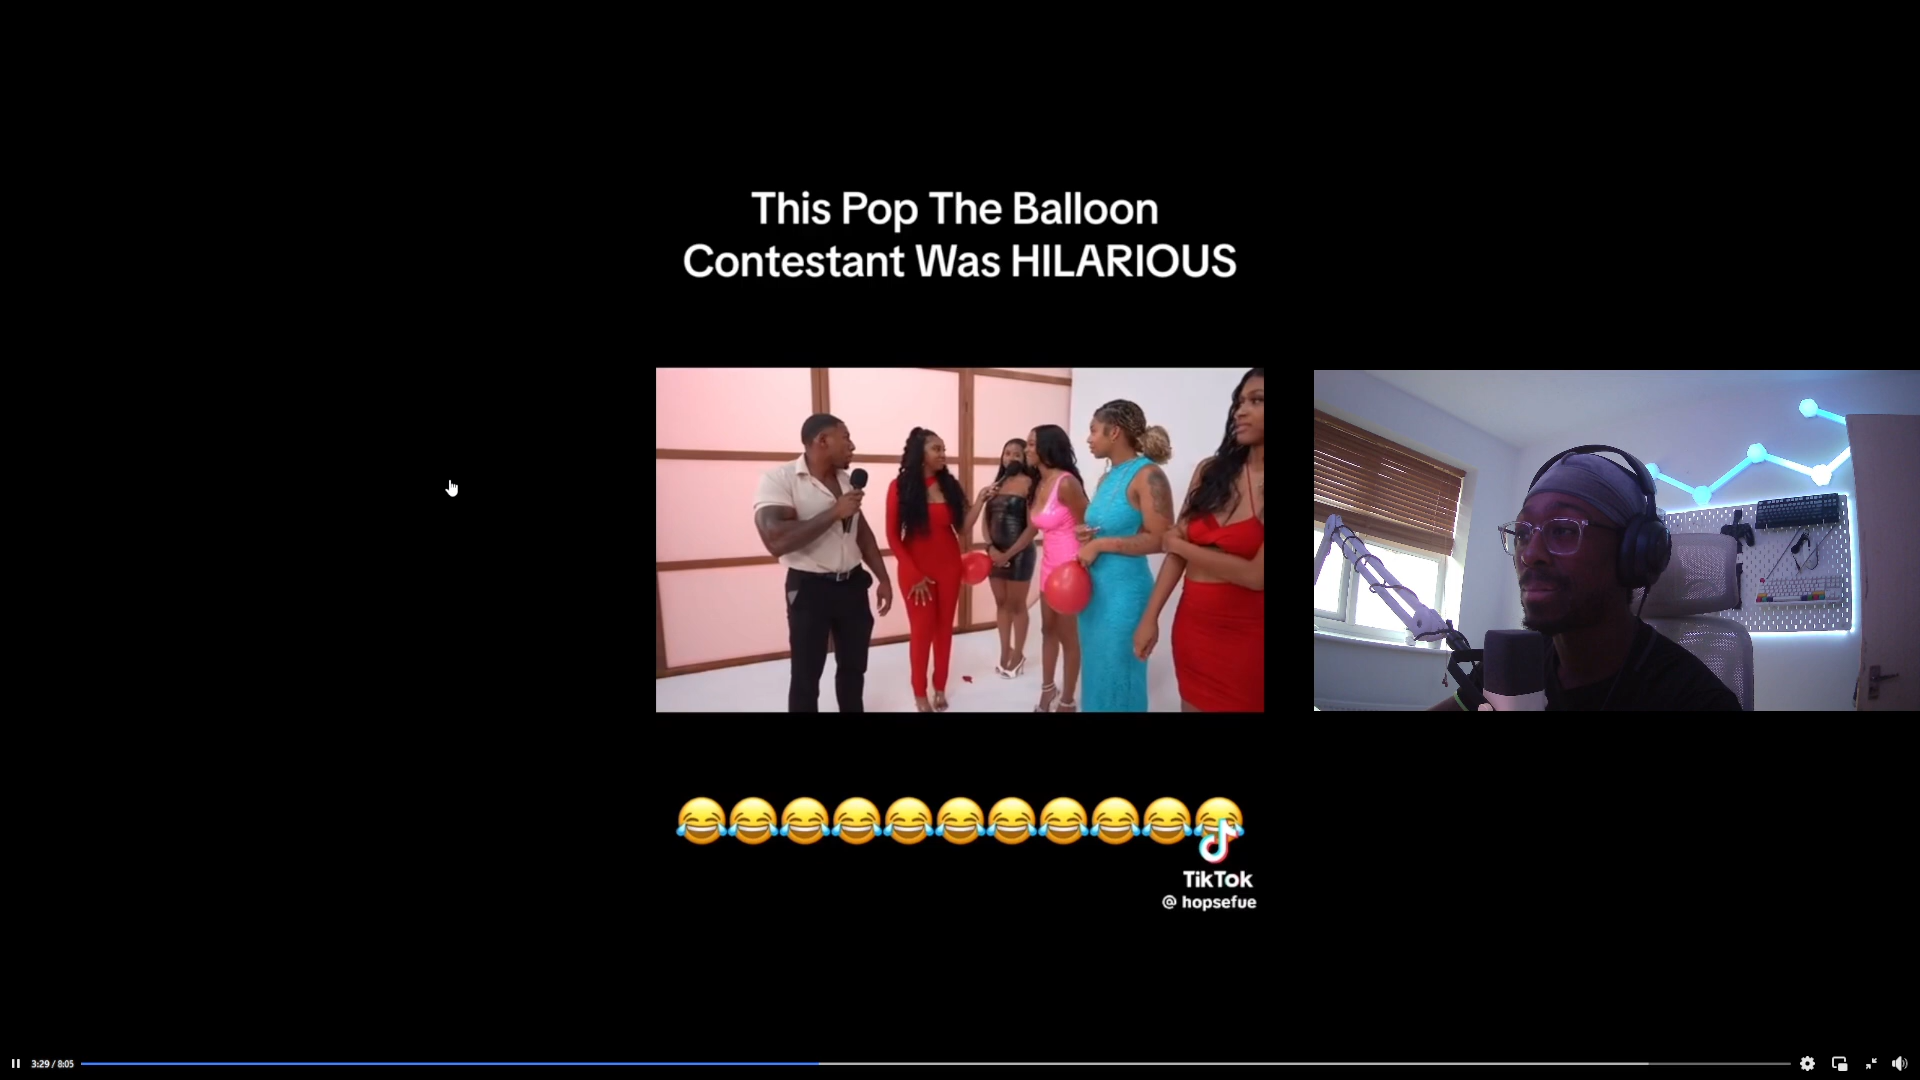 This Pop The Balloon
Contestant Was HILARIOUS
TikTok
@ hopsefue
3:29 / 8:05